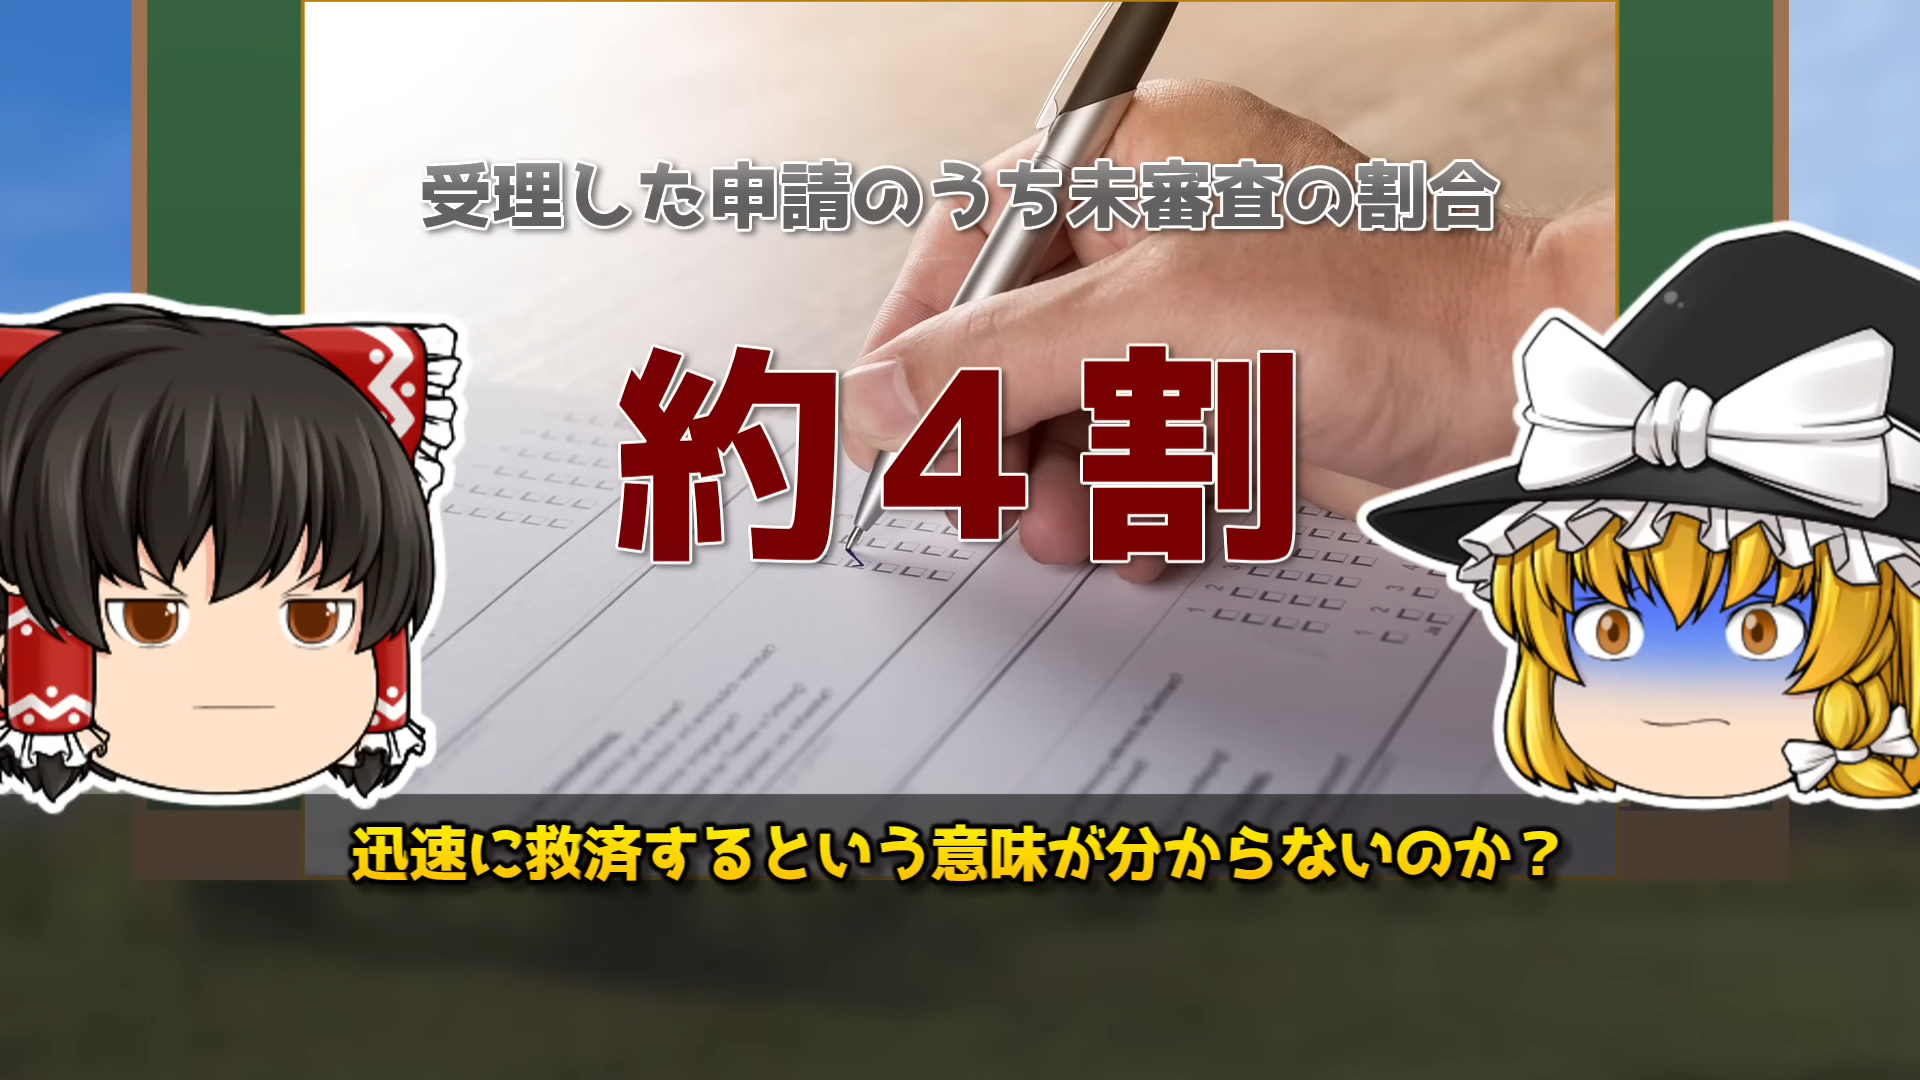 受理した申請のうち未審査の割合
約4割
迅速に救済するという意味が分からないのか？